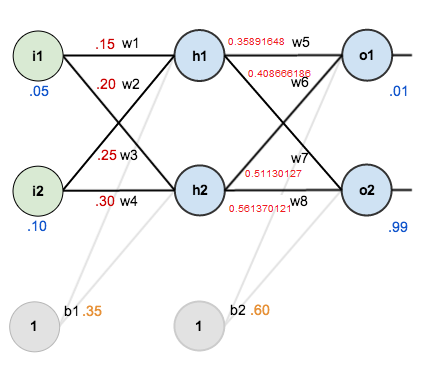 .15 w1
0.35891648 w5
i1
h1
o1
.20 w2
0.408666186
w6
.05
.01
.25 w3
w7
0.51130127
i2
h2
o2
.30 w4
0.561370121
w8
.10
.99
b1 .35
b2 .60
1
1